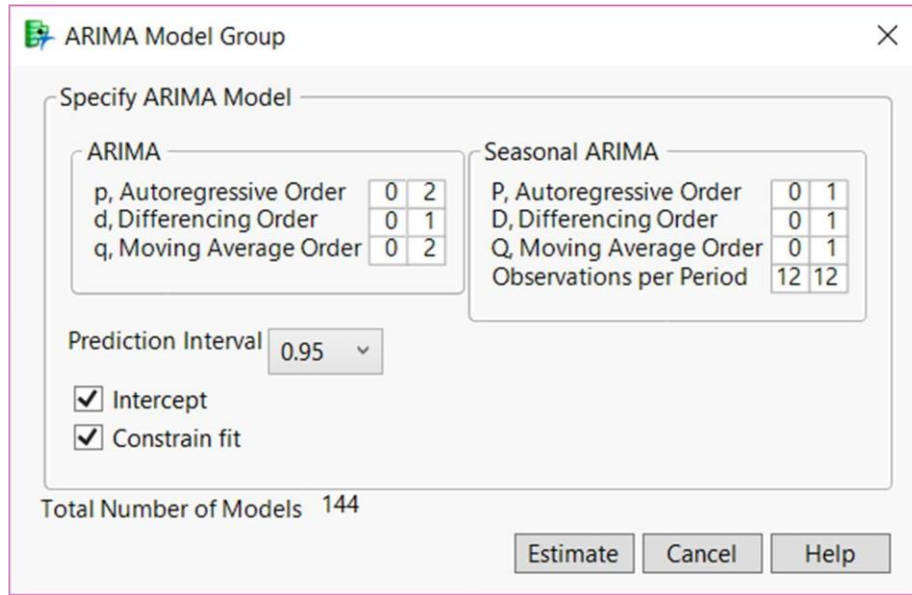 ARIMA Model Group
Specify ARIMA Model
ARIMA
p, Autoregressive Order 0 2
d, Differencing Order 0 1
q, Moving Average Order 0 2
Seasonal ARIMA
P, Autoregressive Order 0 1
D, Differencing Order 0 1
Q, Moving Average Order 0 1
Observations per Period 12 12
Prediction Interval 0.95
Intercept
Constrain fit
Total Number of Models 144
Estimate Cancel Help